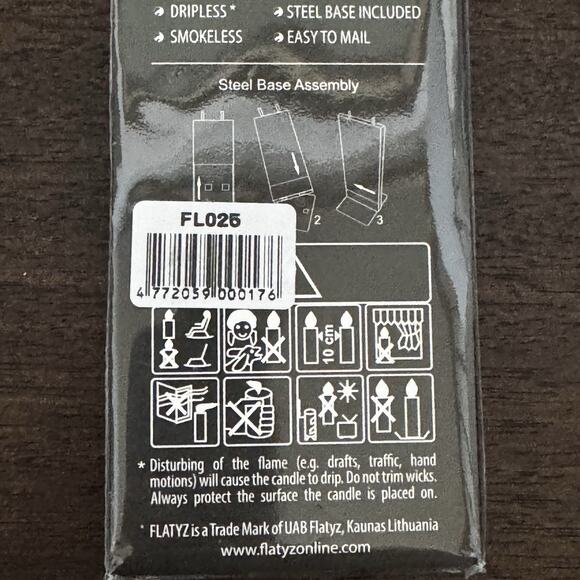 DRIPLESS * STEEL BASE INCLUDED
SMOKELESS EASY TO MAIL
Steel Base Assembly
2 3
FL025
4 772059 000176
10 cm
* Disturbing of the flame (e.g. drafts, traffic, hand
motions) will cause the candle to drip. Do not trim wicks.
Always protect the surface the candle is placed on.
* FLATYZ is a Trade Mark of UAB Flatyz, Kaunas Lithuania
www.flatyzonline.com